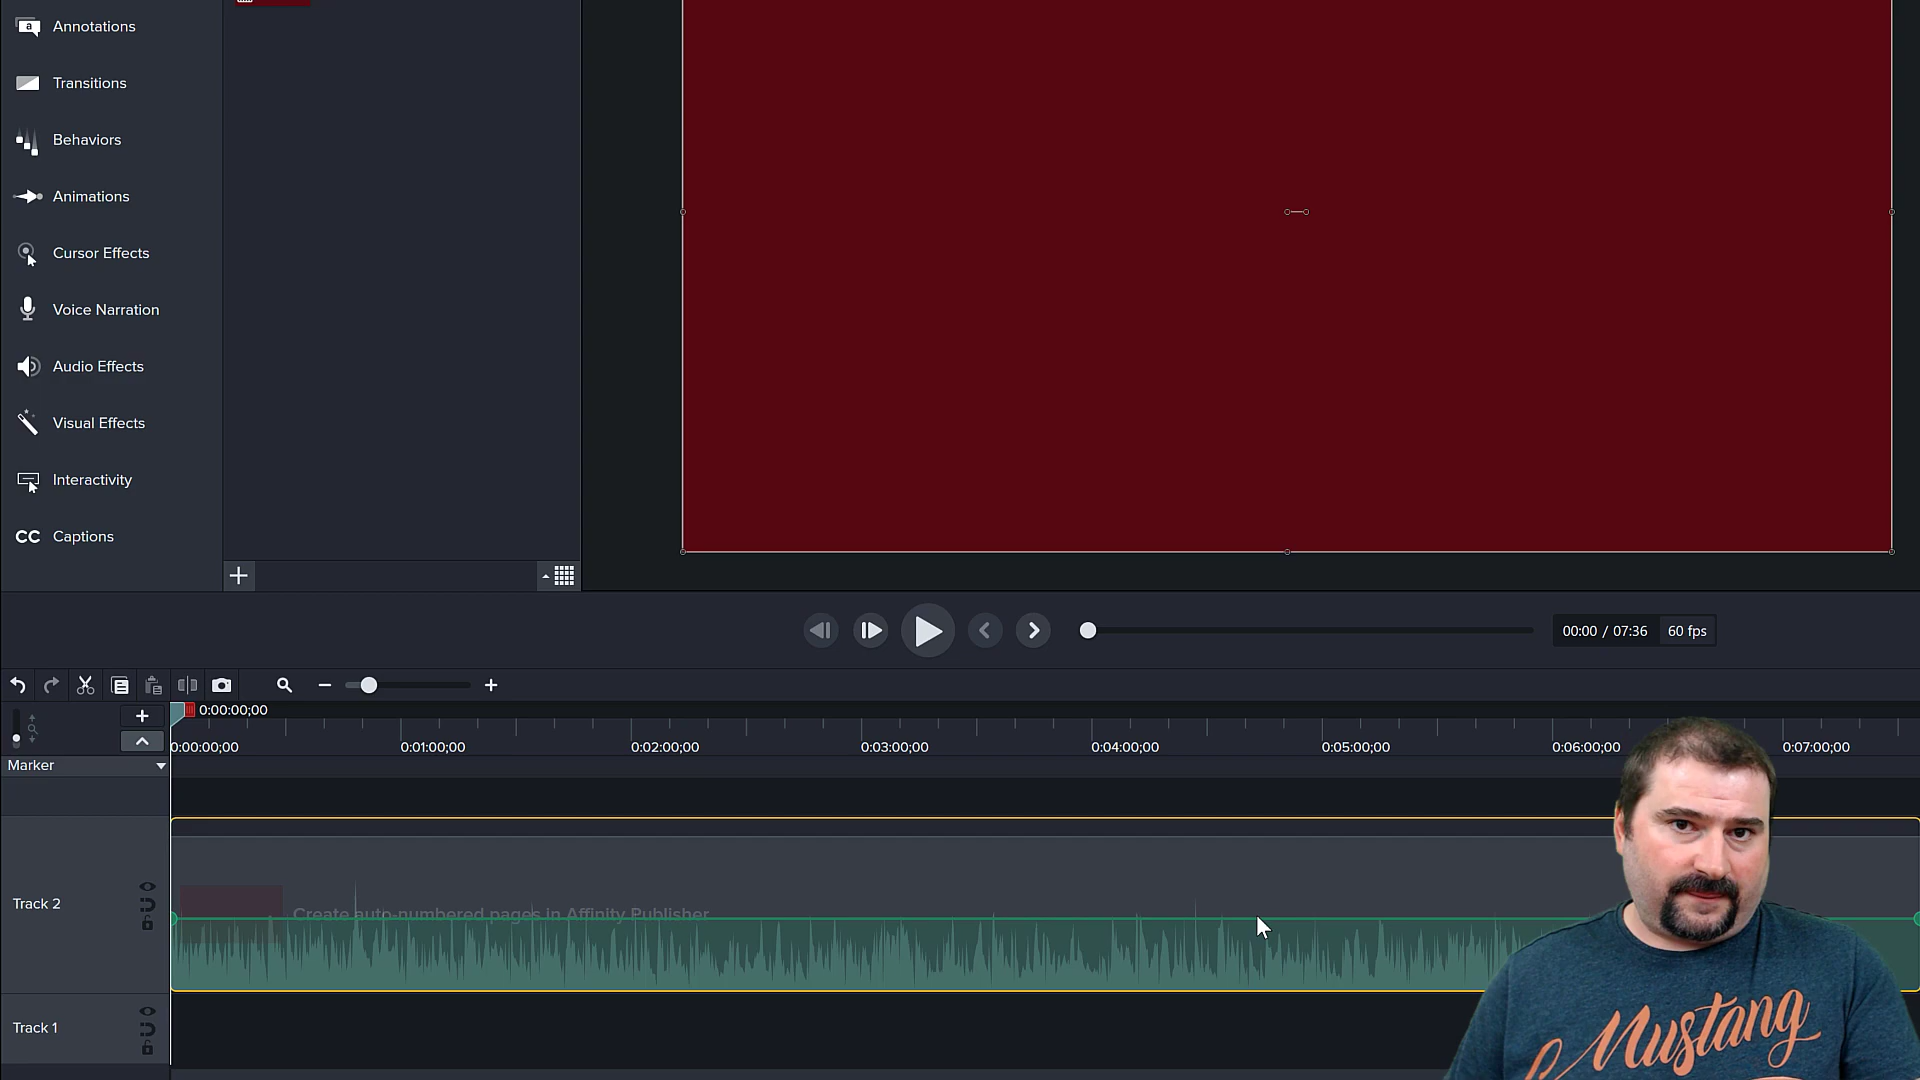 Annotations
Transitions
Behaviors
Animations
Cursor Effects
Voice Narration
Audio Effects
Visual Effects
Interactivity
CC Captions
00:00 / 07:36 60 fps
0:00:00;00
0:00:00;00 0:01:00;00 0:02:00;00 0:03:00;00 0:04:00;00 0:05:00;00 0:06:00;00 0:07:00;00
Marker
Track 2
Create auto-numbered pages in Affinity Publisher
Track 1
Mustang